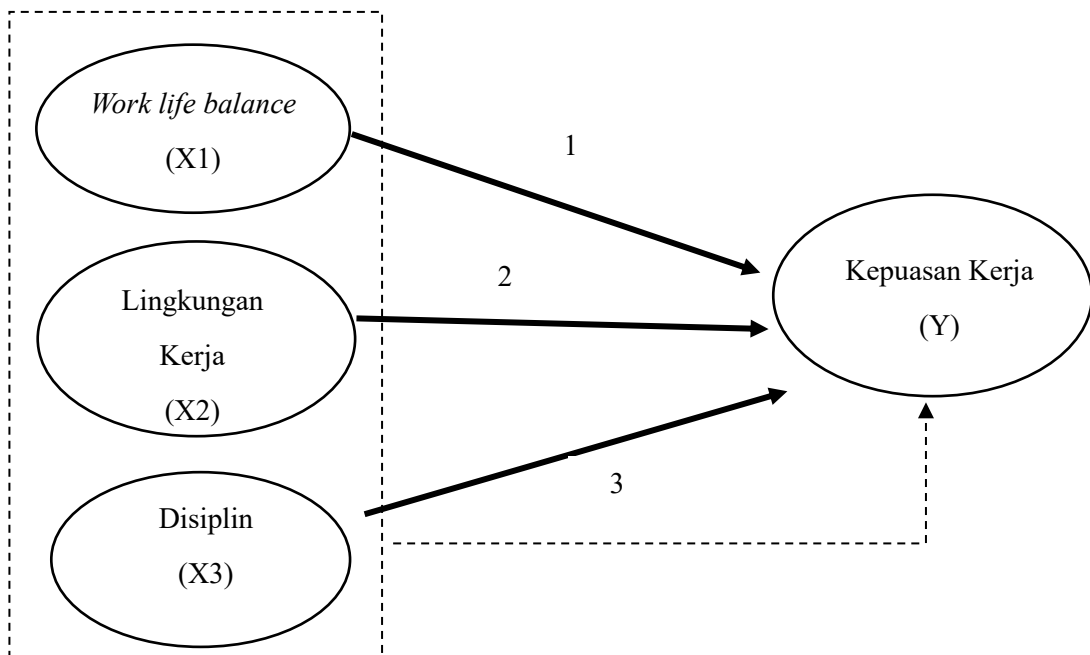 Work life balance
(X1)
1
Lingkungan
Kerja
(X2)
2
Kepuasan Kerja
(Y)
Disiplin
(X3)
3